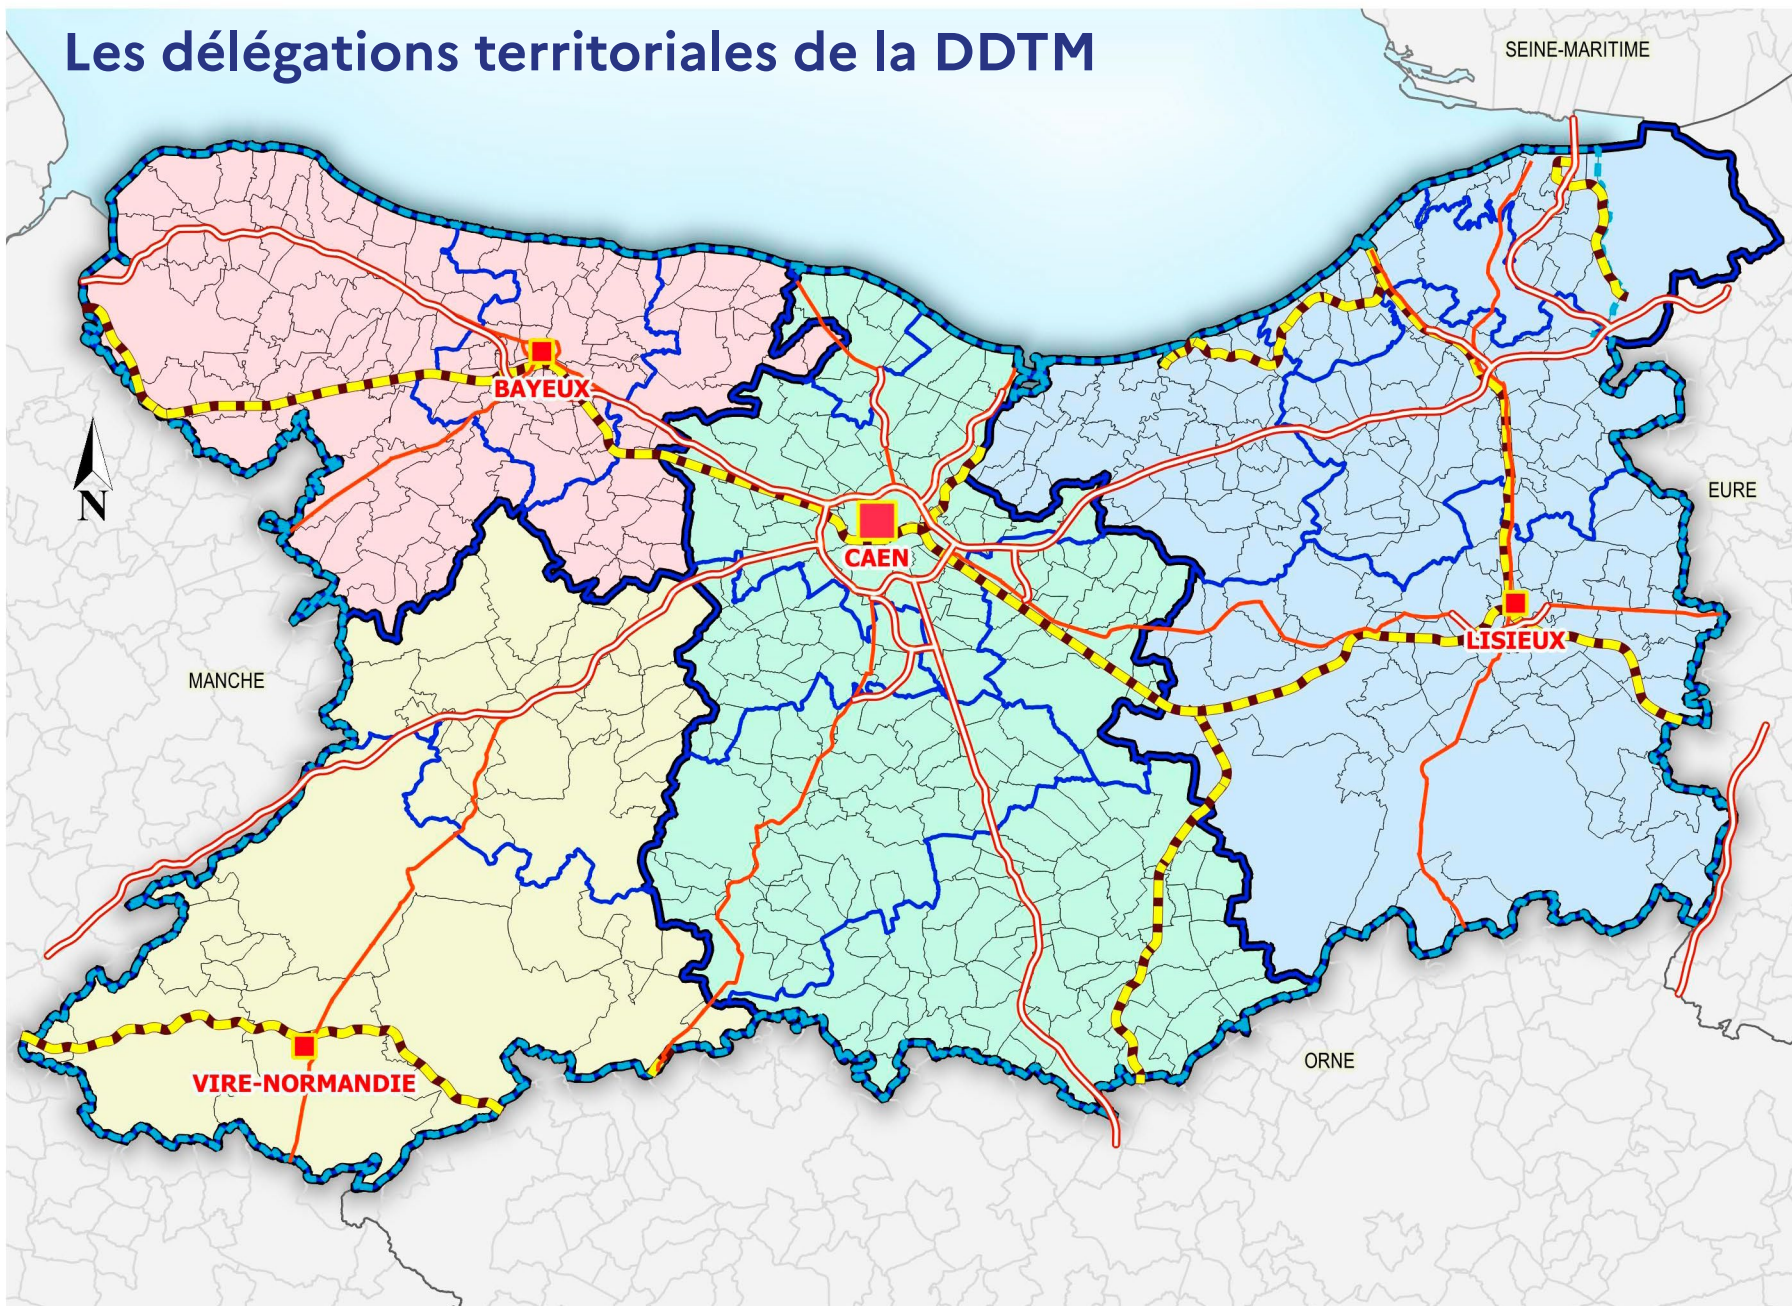 Les délégations territoriales de la DDTM
SEINE-MARITIME
BAYEUX
EURE
N
CAEN
LISIEUX
MANCHE
ORNE
VIRE-NORMANDIE